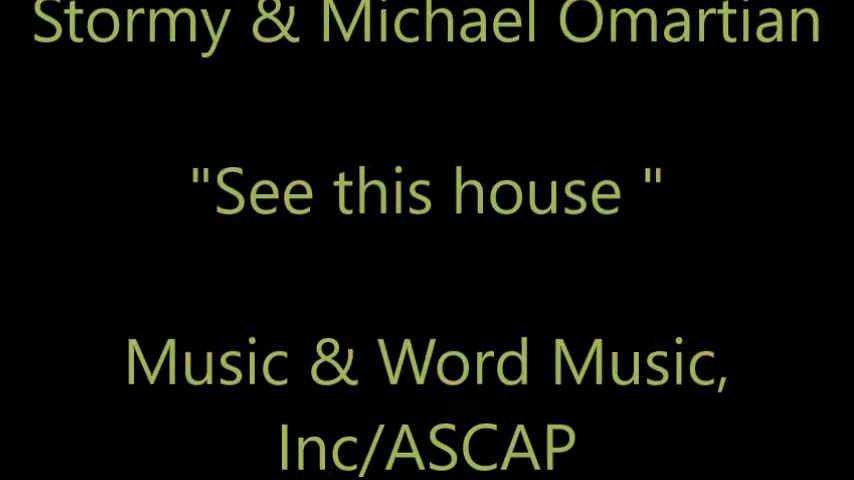 Stormy & Michael Omartian
"See this house "
Music & Word Music,
Inc/ASCAP